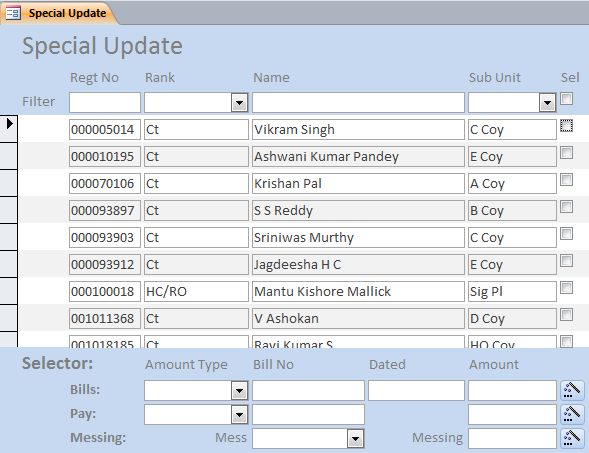 Special Update
Special Update
Regt No Rank Name Sub Unit Sel
Filter
000005014 Ct Vikram Singh C Coy
000010195 Ct Ashwani Kumar Pandey E Coy
000070106 Ct Krishan Pal A Coy
000093897 Ct S S Reddy B Coy
000093903 Ct Sriniwas Murthy C Coy
000093912 Ct Jagdeesha H C E Coy
000100018 HC/RO Mantu Kishore Mallick Sig Pl
001011368 Ct V Ashokan D Coy
001018185 Ct Ravi Kumar S HQ Coy
Selector: Amount Type Bill No Dated Amount
Bills:
Pay:
Messing: Mess Messing